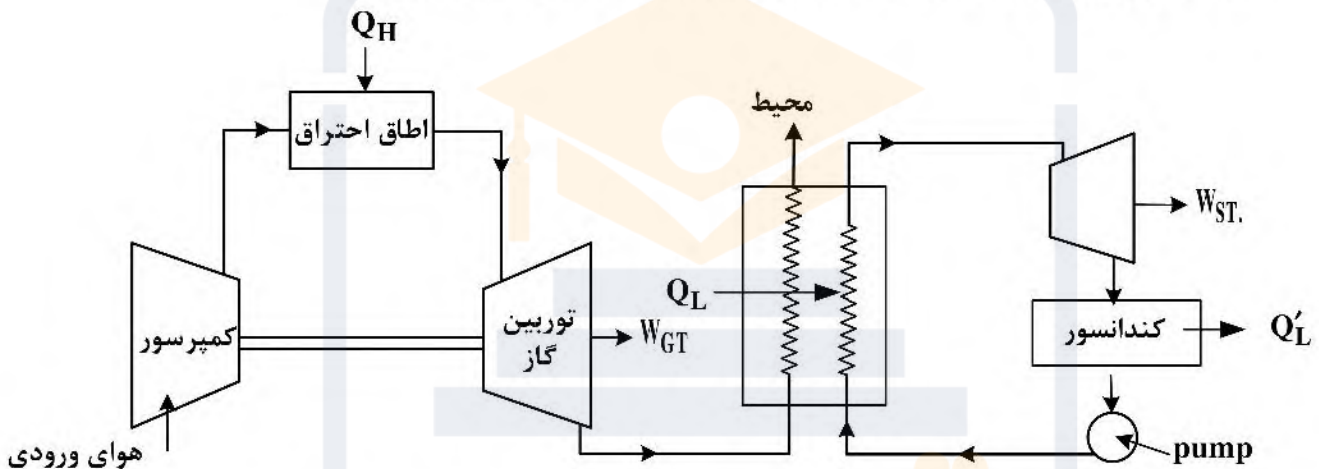 Q_H
اطاق احتراق
محیط
W_ST.
Q_L
توربین
گاز
W_GT
کمپرسور
کندانسور
Q′_L
pump
هوای ورودی